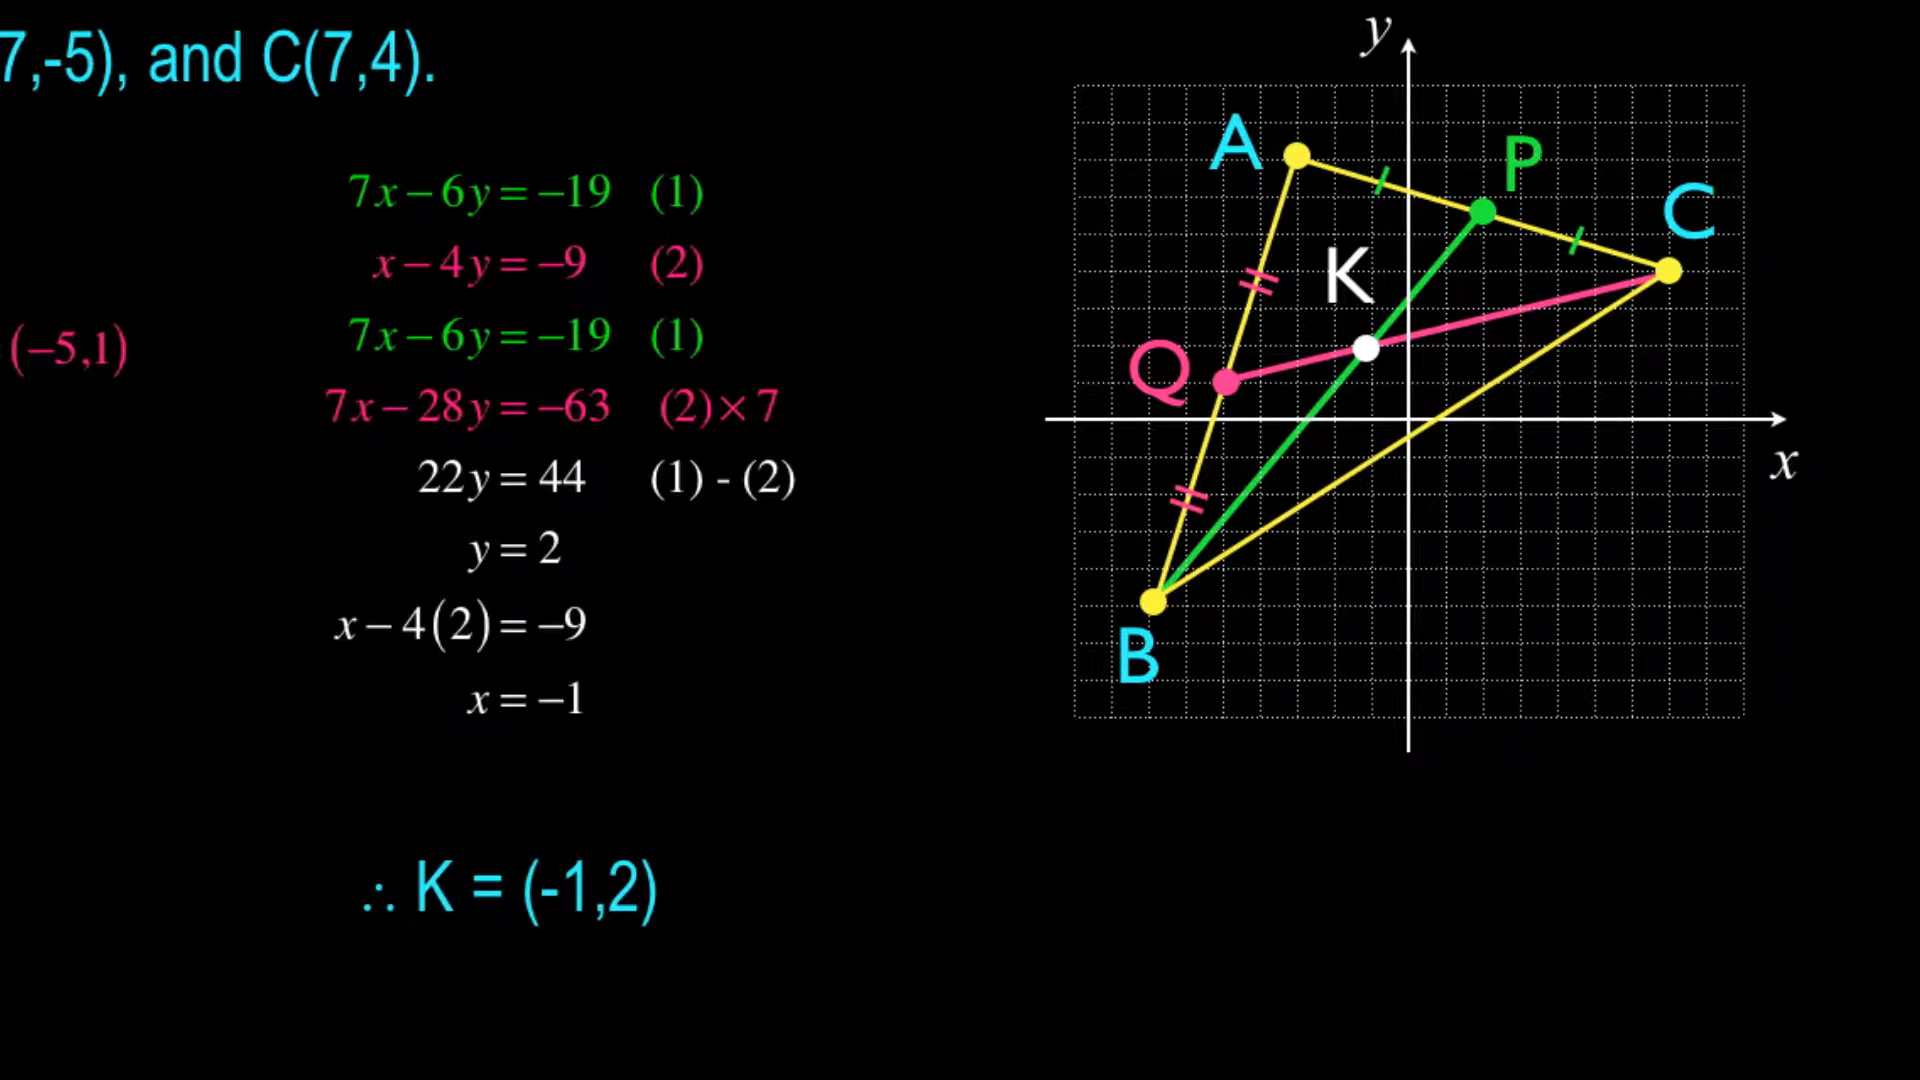 7,-5), and C(7,4).
7x – 6y = –19 (1)
x – 4y = –9 (2)
7x – 6y = –19 (1)
(–5,1)
7x – 28y = –63 (2) × 7
22y = 44 (1) - (2)
y = 2
x – 4(2) = –9
x = –1
∴ K = (-1,2)
y
A
P
C
K
Q
x
B